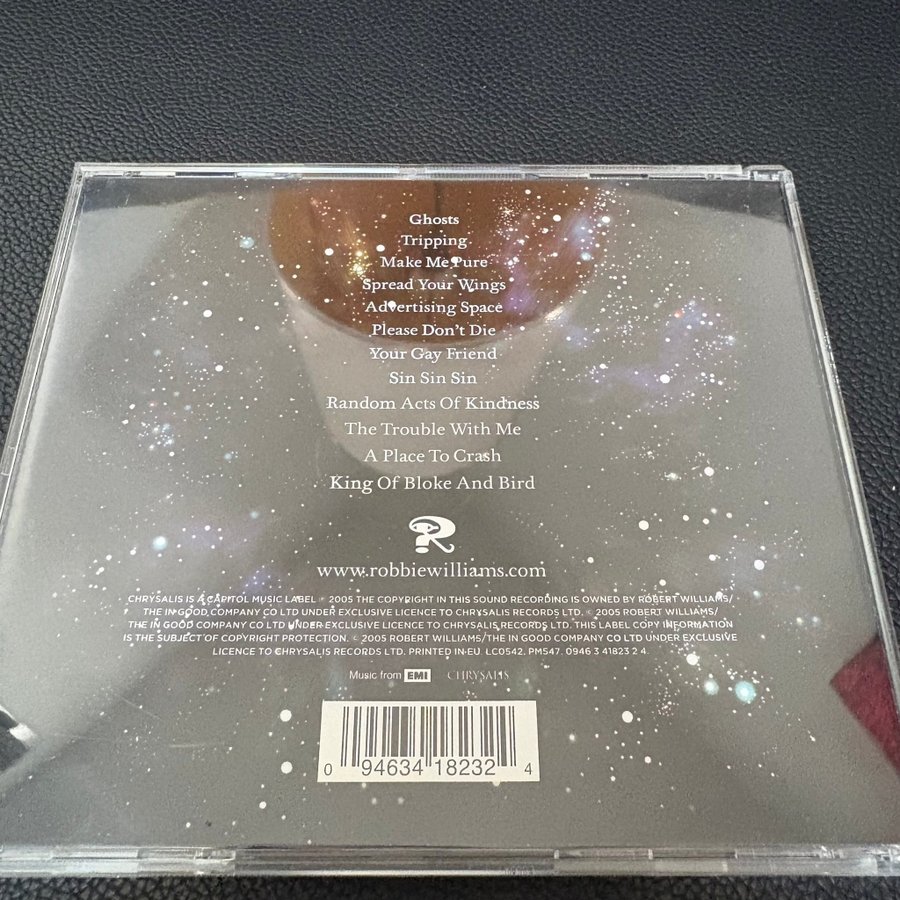 Ghosts
Tripping
Make Me Pure
Spread Your Wings
Advertising Space
Please Don't Die
Your Gay Friend
Sin Sin Sin
Random Acts Of Kindness
The Trouble With Me
A Place To Crash
King Of Bloke And Bird
R
www.robbiewilliams.com
CHRYSALIS IS A CAPITOL MUSIC LABEL ℗ 2005 THE COPYRIGHT IN THIS SOUND RECORDING IS OWNED BY ROBERT WILLIAMS/
THE IN GOOD COMPANY CO LTD UNDER EXCLUSIVE LICENCE TO CHRYSALIS RECORDS LTD. © 2005 ROBERT WILLIAMS/
THE IN GOOD COMPANY CO LTD UNDER EXCLUSIVE LICENCE TO CHRYSALIS RECORDS LTD. THIS LABEL COPY INFORMATION
IS THE SUBJECT OF COPYRIGHT PROTECTION. © 2005 ROBERT WILLIAMS/THE IN GOOD COMPANY CO LTD UNDER EXCLUSIVE
LICENCE TO CHRYSALIS RECORDS LTD. PRINTED IN EU. LC0542. PM547. 0946 3 41823 2 4.
Music from EMI CHRYSALIS
0 94634 18232 4